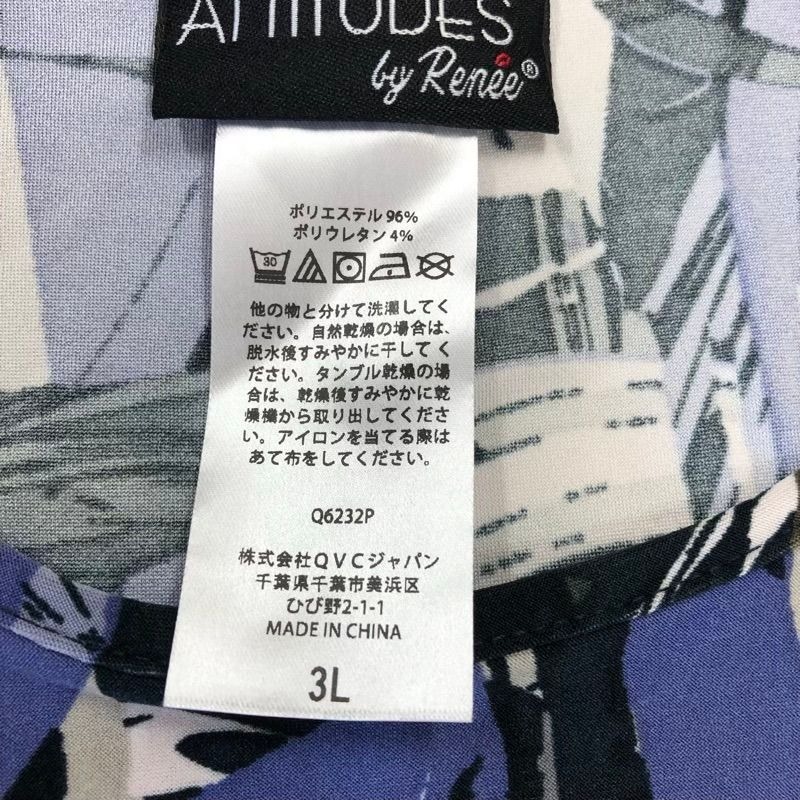 ATTITUDES
by Renée®
ポリエステル 96%
ポリウレタン 4%
30
他の物と分けて洗濯してく
ださい。自然乾燥の場合は、
脱水後すみやかに干してく
ださい。タンブル乾燥の場
合は、乾燥後すみやかに乾
燥機から取り出してくださ
い。アイロンを当てる際は
あて布をしてください。
Q6232P
株式会社QVCジャパン
千葉県千葉市美浜区
ひび野2-1-1
MADE IN CHINA
3L